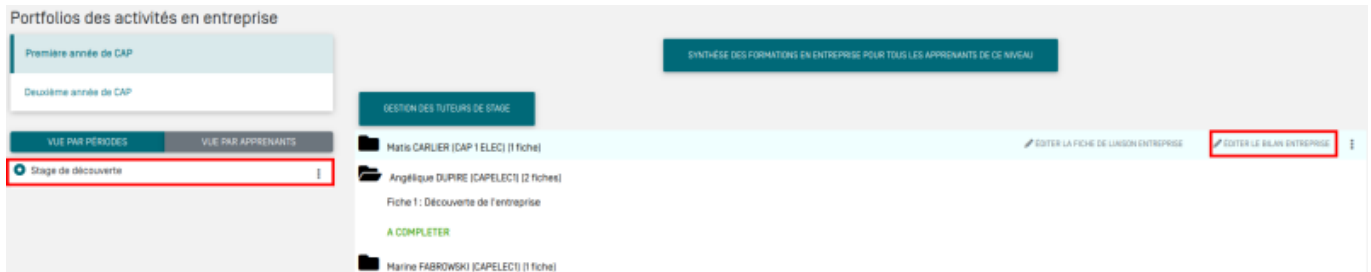 Portfolios des activités en entreprise
Première année de CAP
Deuxième année de CAP
SYNTHÈSE DES FORMATIONS EN ENTREPRISE POUR TOUS LES APPRENANTS DE CE NIVEAU
GESTION DES TUTEURS DE STAGE
VUE PAR PÉRIODES
VUE PAR APPRENANTS
Stage de découverte
Matis CARLIER (CAP 1 ELEC) (1 fiche)
EDITER LA FICHE DE LIAISON ENTREPRISE
EDITER LE BILAN ENTREPRISE
Angélique DUPIRE (CAPELEC1) (2 fiches)
Fiche 1 : Découverte de l'entreprise
A COMPLETER
Marine FABROWSKI (CAPELEC1) (1 fiche)